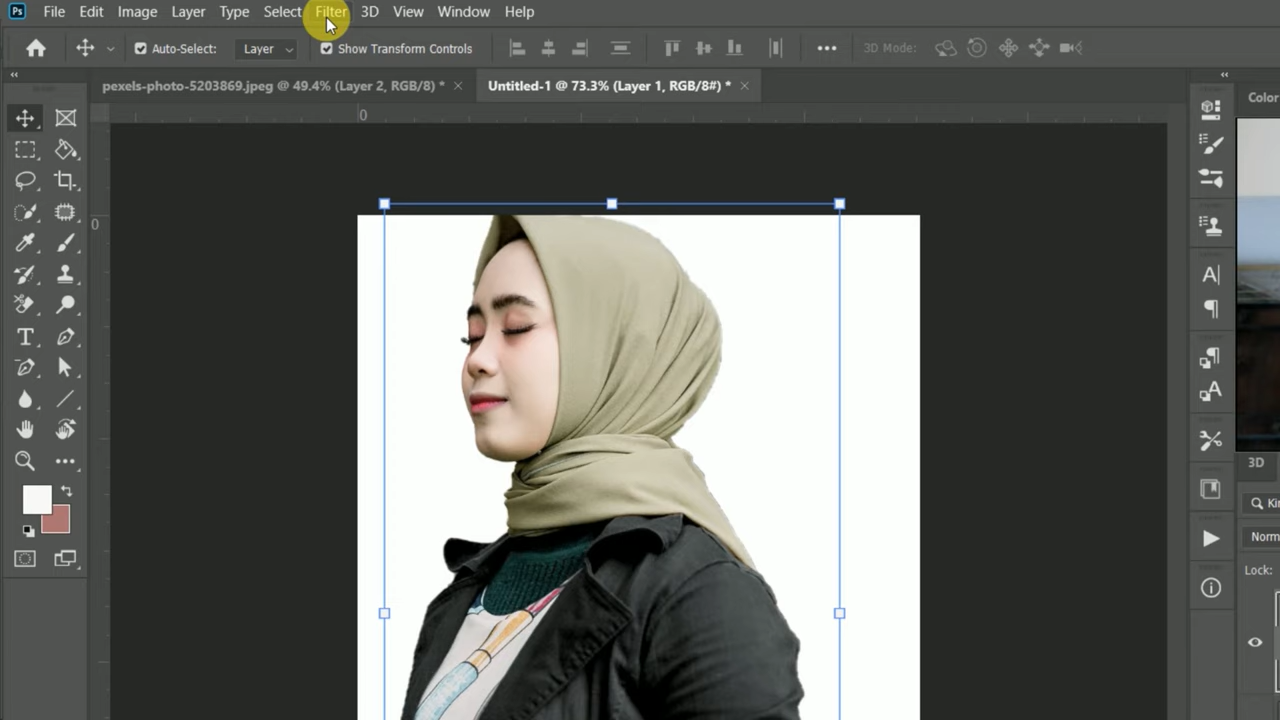 Ps File Edit Image Layer Type Select Filter 3D View Window Help
Auto-Select: Layer Show Transform Controls 3D Mode:
pexels-photo-5203869.jpeg @ 49.4% (Layer 2, RGB/8) * Untitled-1 @ 73.3% (Layer 1, RGB/8#) *
Color
0
0
3D
Norm
Lock: